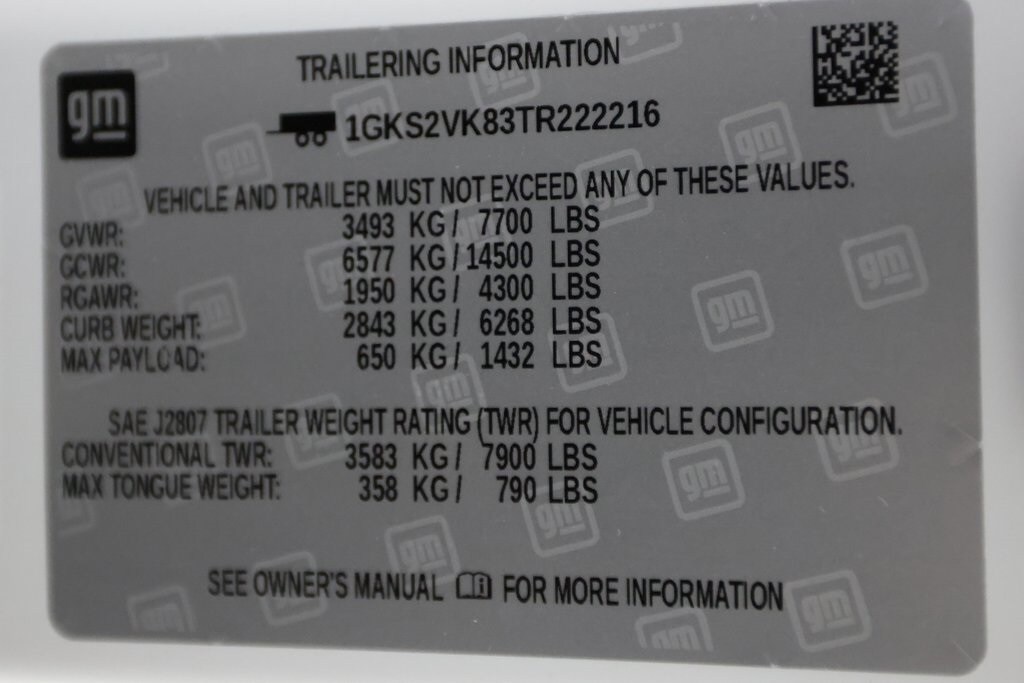 TRAILERING INFORMATION
gm
1GKS2VK83TR222216
VEHICLE AND TRAILER MUST NOT EXCEED ANY OF THESE VALUES.
GVWR: 3493 KG / 7700 LBS
GCWR: 6577 KG / 14500 LBS
RGAWR: 1950 KG / 4300 LBS
CURB WEIGHT: 2843 KG / 6268 LBS
MAX PAYLOAD: 650 KG / 1432 LBS
SAE J2807 TRAILER WEIGHT RATING (TWR) FOR VEHICLE CONFIGURATION.
CONVENTIONAL TWR: 3583 KG / 7900 LBS
MAX TONGUE WEIGHT: 358 KG / 790 LBS
SEE OWNER'S MANUAL FOR MORE INFORMATION